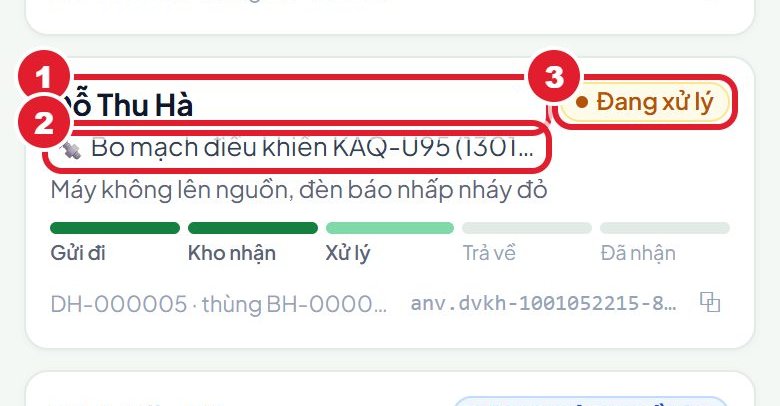 1
Đỗ Thu Hà
3
Đang xử lý
2
Bo mạch điều khiển KAQ-U95 (1301...
Máy không lên nguồn, đèn báo nhấp nháy đỏ
Gửi đi Kho nhận Xử lý Trả về Đã nhận
DH-000005 · thùng BH-0000... anv.dvkh-1001052215-8...